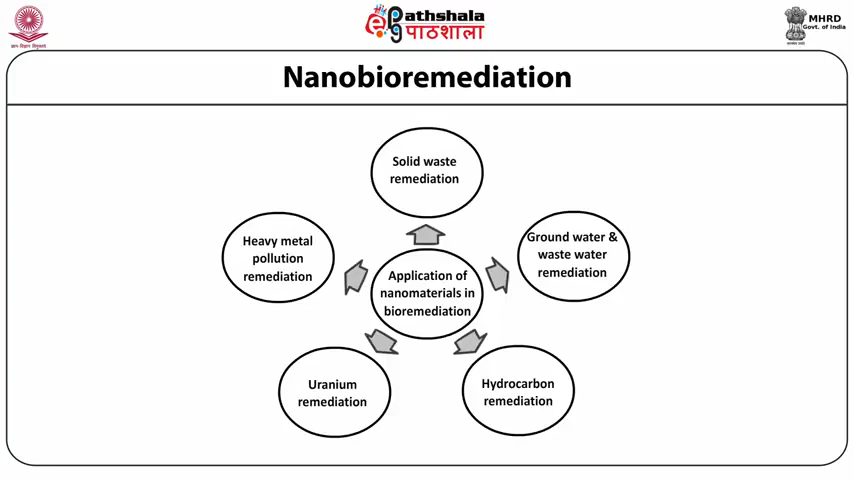 Pathshala
पाठशाला
MHRD
Govt. of India
Nanobioremediation
Solid waste
remediation
Heavy metal
pollution
remediation
Ground water &
waste water
remediation
Application of
nanomaterials in
bioremediation
Uranium
remediation
Hydrocarbon
remediation